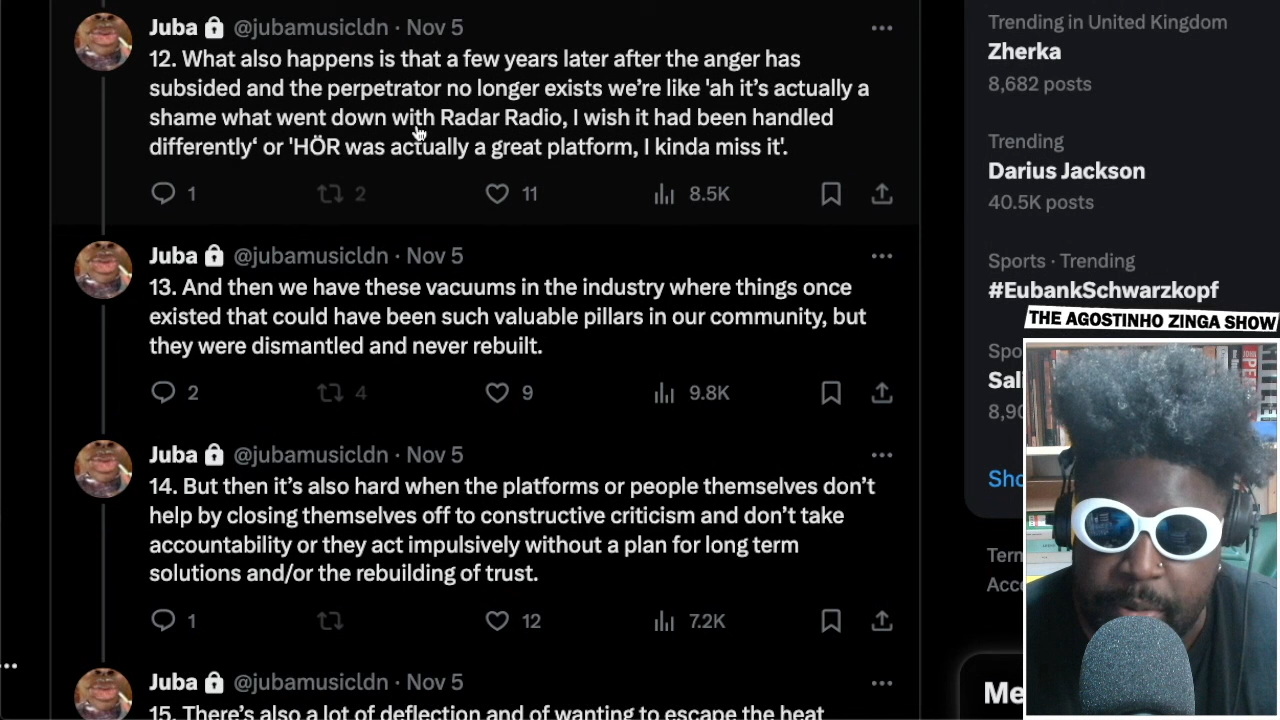 Juba @jubamusicldn · Nov 5
12. What also happens is that a few years later after the anger has
subsided and the perpetrator no longer exists we’re like 'ah it’s actually a
shame what went down with Radar Radio, I wish it had been handled
differently‘ or 'HÖR was actually a great platform, I kinda miss it'.
1 2 11 8.5K
Juba @jubamusicldn · Nov 5
13. And then we have these vacuums in the industry where things once
existed that could have been such valuable pillars in our community, but
they were dismantled and never rebuilt.
2 4 9 9.8K
Juba @jubamusicldn · Nov 5
14. But then it’s also hard when the platforms or people themselves don’t
help by closing themselves off to constructive criticism and don’t take
accountability or they act impulsively without a plan for long term
solutions and/or the rebuilding of trust.
1 12 7.2K
Juba @jubamusicldn · Nov 5
15. There’s also a lot of deflection and of wanting to escape the heat
Trending in United Kingdom
Zherka
8,682 posts
Trending
Darius Jackson
40.5K posts
Sports · Trending
#EubankSchwarzkopf
THE AGOSTINHO ZINGA SHOW
Spo
Sal
8,90
Sho
Term
Acce
Me